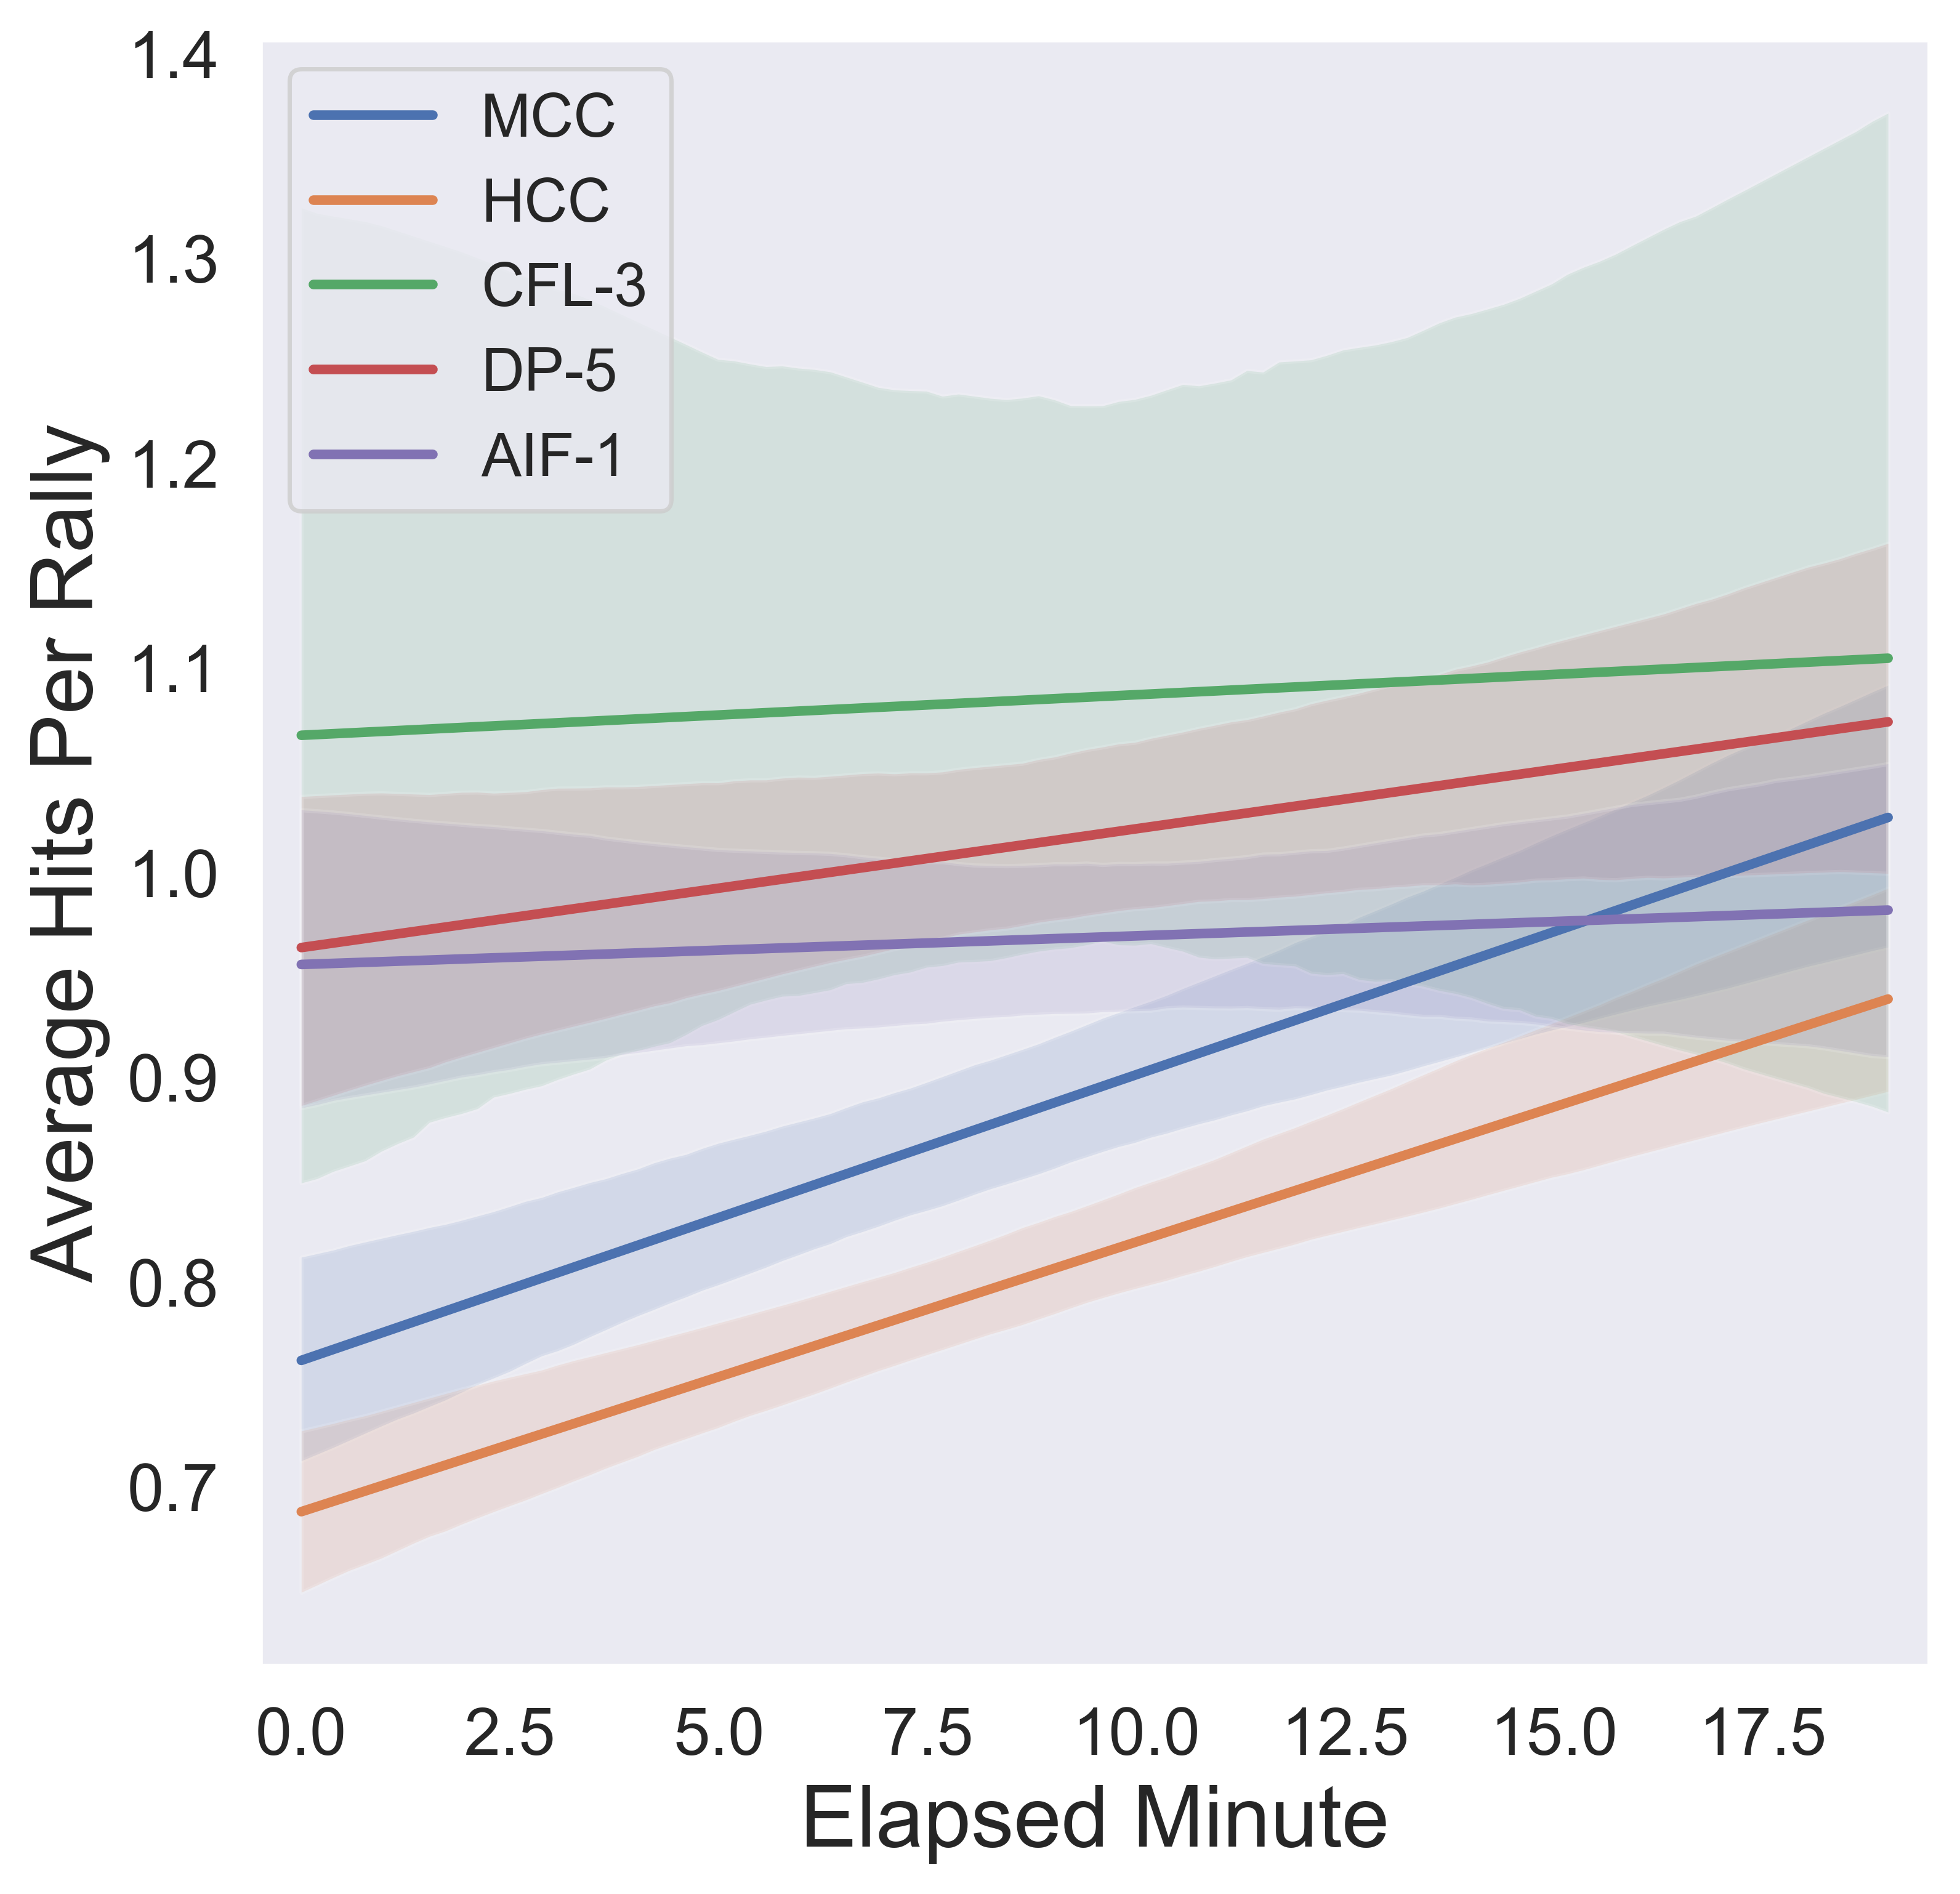 1.4
1.3
1.2
1.1
1.0
0.9
0.8
0.7
Average Hits Per Rally
MCC
HCC
CFL-3
DP-5
AIF-1
0.0 2.5 5.0 7.5 10.0 12.5 15.0 17.5
Elapsed Minute